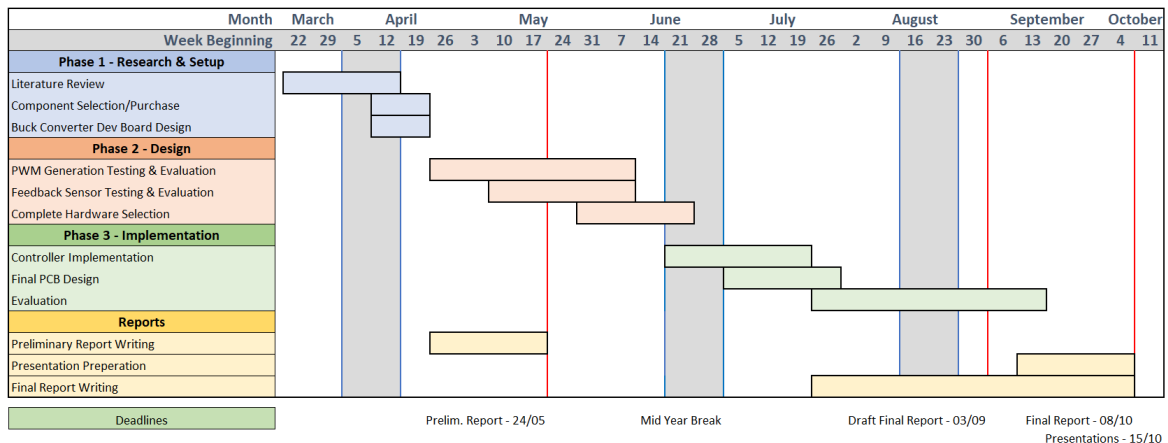 Month March April May June July August September October
Week Beginning 22 29 5 12 19 26 3 10 17 24 31 7 14 21 28 5 12 19 26 2 9 16 23 30 6 13 20 27 4 11
Phase 1 - Research & Setup
Literature Review
Component Selection/Purchase
Buck Converter Dev Board Design
Phase 2 - Design
PWM Generation Testing & Evaluation
Feedback Sensor Testing & Evaluation
Complete Hardware Selection
Phase 3 - Implementation
Controller Implementation
Final PCB Design
Evaluation
Reports
Preliminary Report Writing
Presentation Preperation
Final Report Writing
Deadlines Prelim. Report - 24/05 Mid Year Break Draft Final Report - 03/09 Final Report - 08/10
Presentations - 15/10